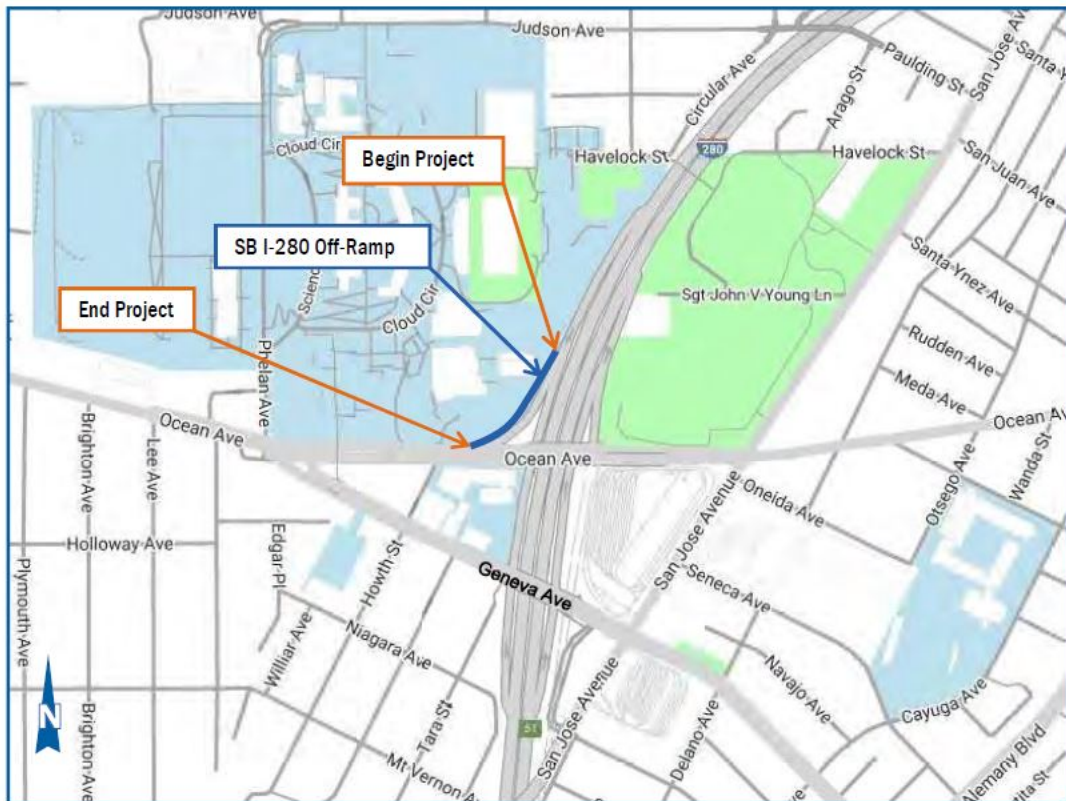 Judson Ave
Judson Ave
San Jose Ave
Santa Y
Circular Ave
Paulding St
Arago St
Cloud Cir
Begin Project
Havelock St
280
Havelock St
San Juan Ave
SB I-280 Off-Ramp
Santa Ynez Ave
Science
Cloud Cir
Sgt John V Young Ln
End Project
Phelan Ave
Rudden Ave
Meda Ave
Ocean Ave
Ocean Av
Ocean Ave
Brighton Ave
Lee Ave
Otsego Ave
Wanda St
Oneida Ave
San Jose Avenue
Holloway Ave
Edgar Pl
Howth St
Geneva Ave
Seneca Ave
Plymouth Ave
Williar Ave
Niagara Ave
Navajo Ave
San Jose Avenue
N
Brighton Ave
Tara St
51
Delano Ave
Cayuga Ave
Mt Vernon Av
Alemany Blvd